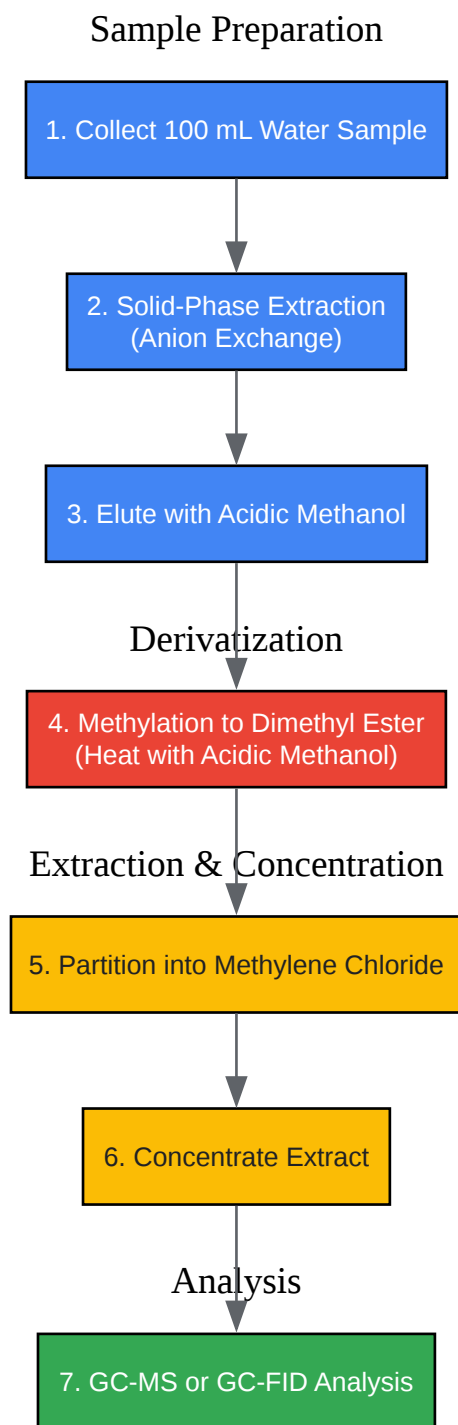 Sample Preparation
1. Collect 100 mL Water Sample
2. Solid-Phase Extraction
(Anion Exchange)
3. Elute with Acidic Methanol
Derivatization
4. Methylation to Dimethyl Ester
(Heat with Acidic Methanol)
Extraction & Concentration
5. Partition into Methylene Chloride
6. Concentrate Extract
Analysis
7. GC-MS or GC-FID Analysis